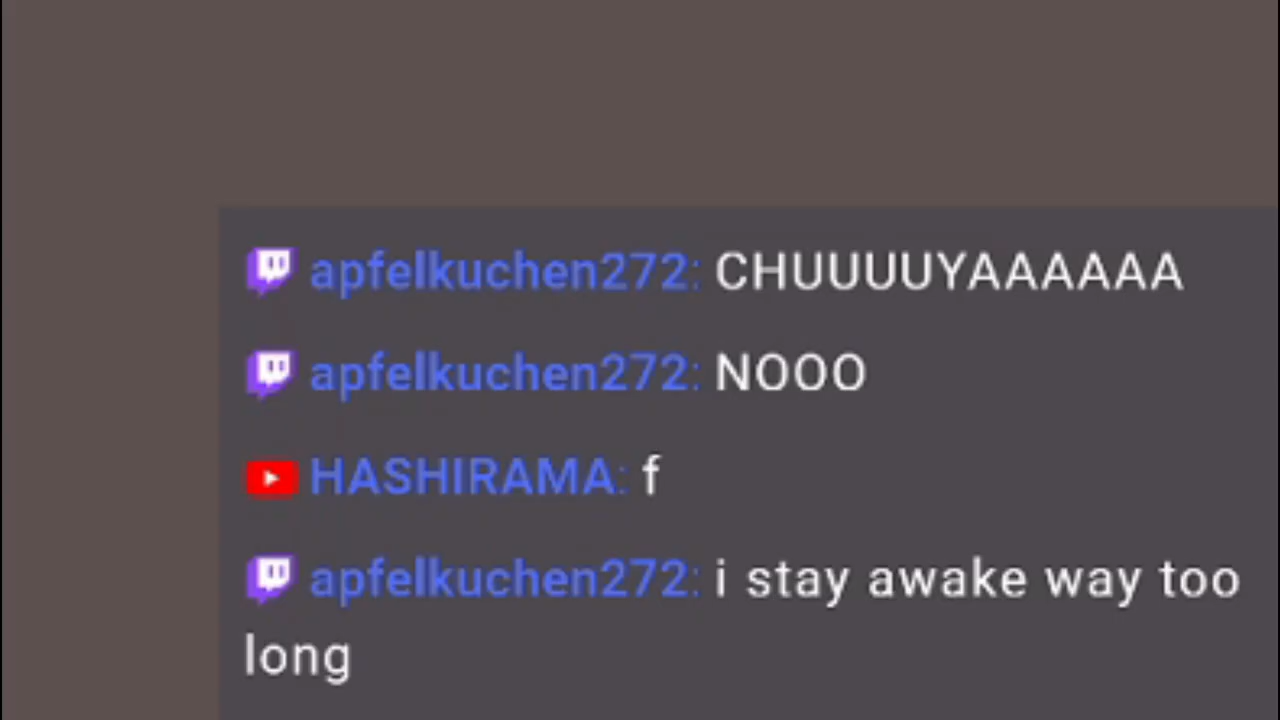 apfelkuchen272: CHUUUUYAAAAAA
apfelkuchen272: NOOO
HASHIRAMA: f
apfelkuchen272: i stay awake way too
long